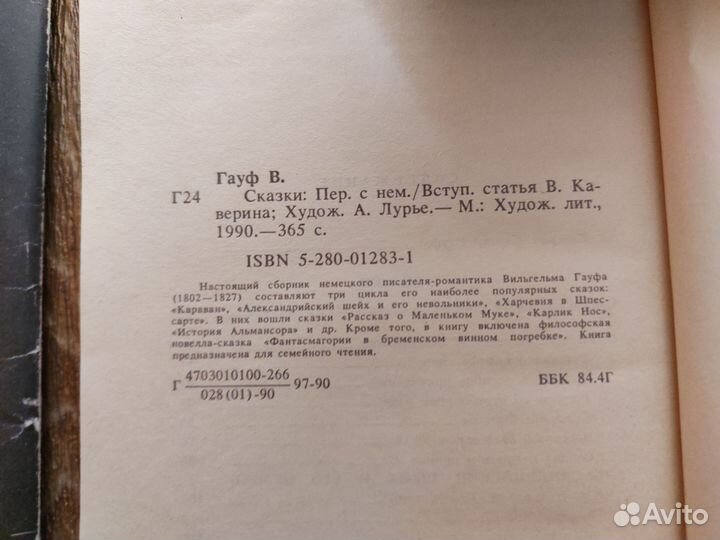 Гауф В.
Г24 Сказки: Пер. с нем./Вступ. статья В. Ка-
верина; Худож. А. Лурье.— М.: Худож. лит.,
1990.—365 с.
ISBN 5-280-01283-1
Настоящий сборник немецкого писателя-романтика Вильгельма Гауфа
(1802—1827) составляют три цикла его наиболее популярных сказок:
«Караван», «Александрийский шейх и его невольники», «Харчевня в Шпес-
сарте». В них вошли сказки «Рассказ о Маленьком Муке», «Карлик Нос»,
«История Альмансора» и др. Кроме того, в книгу включена философская
новелла-сказка «Фантасмагории в бременском винном погребке». Книга
предназначена для семейного чтения.
Г 4703010100-266 97-90 ББК 84.4Г
028(01)-90
Avito